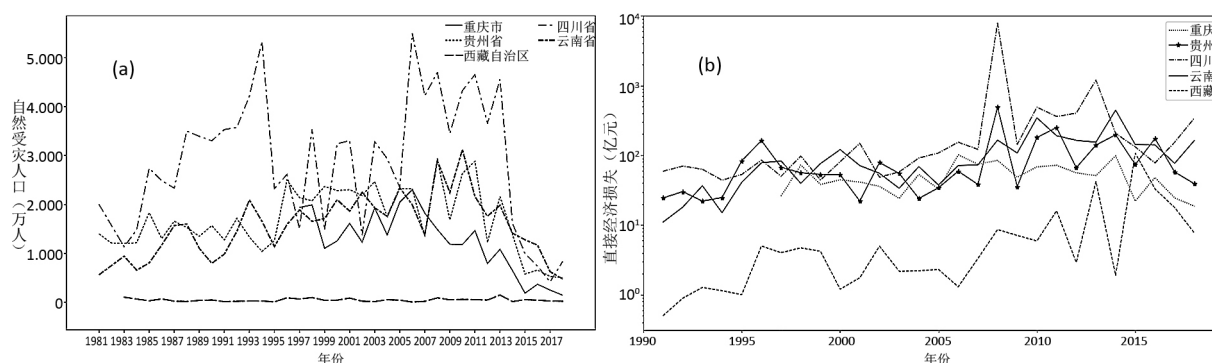 重庆市
四川省
贵州省
云南省
西藏自治区
(a)
自然受灾人口（万人）
5.000
4.000
3.000
2.000
1.000
0
1981 1983 1985 1987 1989 1991 1993 1995 1997 1999 2001 2003 2005 2007 2009 2011 2013 2015 2017
年份
(b)
重庆
贵州
四川
云南
西藏
直接经济损失（亿元）
10⁴
10³
10²
10¹
10⁰
1990 1995 2000 2005 2010 2015
年份